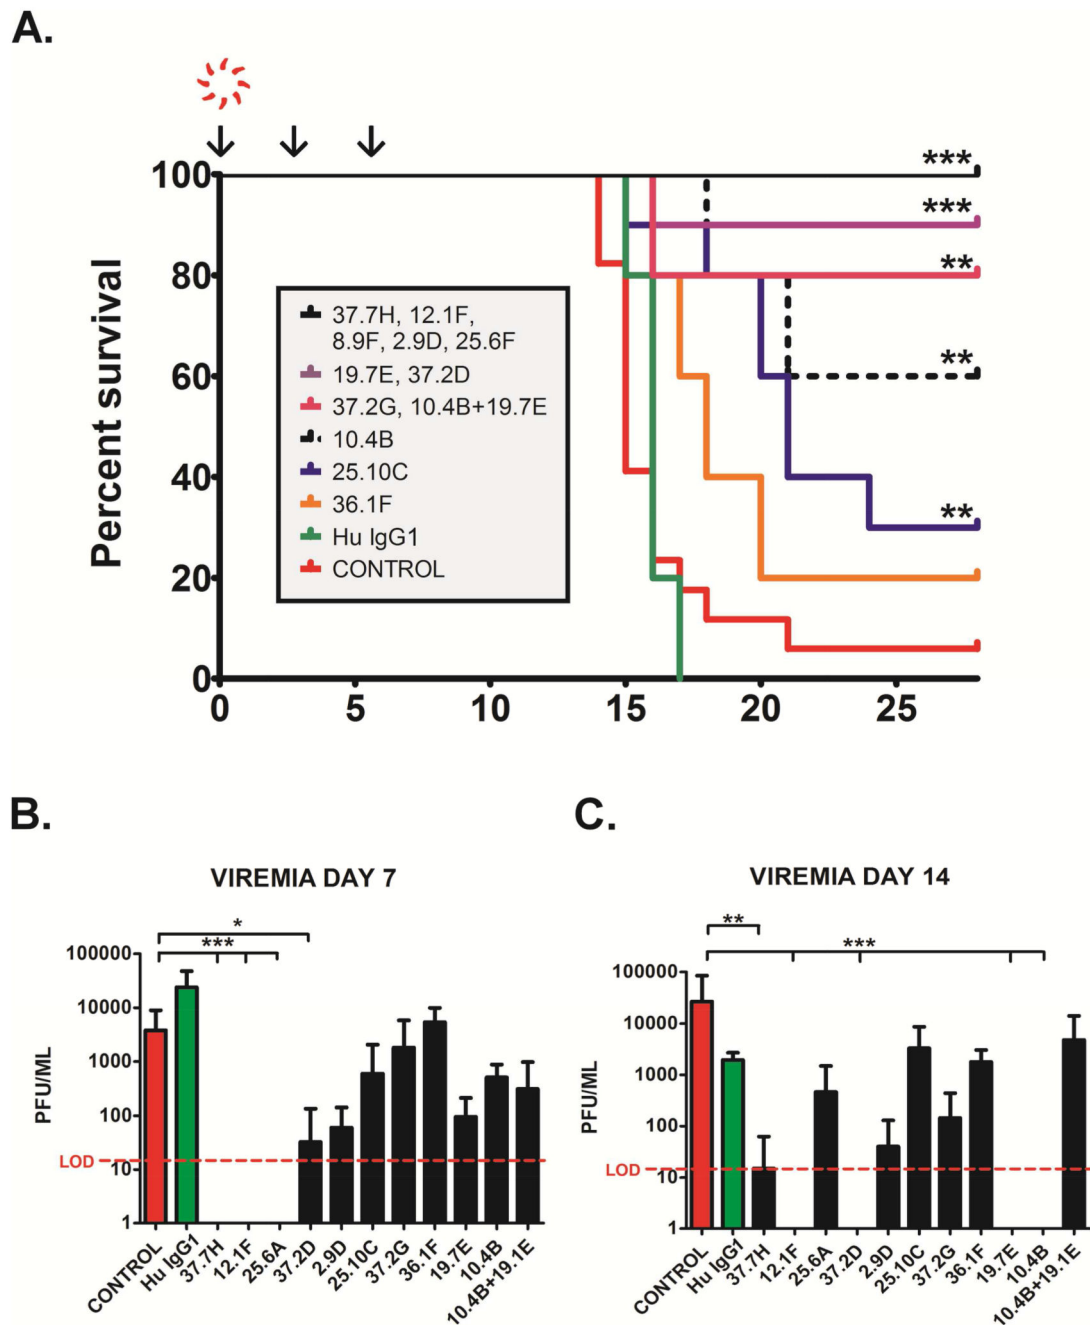 A.
***
***
**
**
**
100
80
60
40
20
0
Percent survival
37.7H, 12.1F,
8.9F, 2.9D, 25.6F
19.7E, 37.2D
37.2G, 10.4B+19.7E
10.4B
25.10C
36.1F
Hu IgG1
CONTROL
0 5 10 15 20 25
B.
VIREMIA DAY 7
*
***
100000
10000
1000
100
10
1
PFU/ML
LOD
CONTROL
Hu IgG1
37.7H
12.1F
25.6A
37.2D
2.9D
25.10C
37.2G
36.1F
19.7E
10.4B
10.4B+19.1E
C.
VIREMIA DAY 14
**
***
100000
10000
1000
100
10
1
PFU/ML
LOD
CONTROL
Hu IgG1
37.7H
12.1F
25.6A
37.2D
2.9D
25.10C
37.2G
36.1F
19.7E
10.4B
10.4B+19.1E